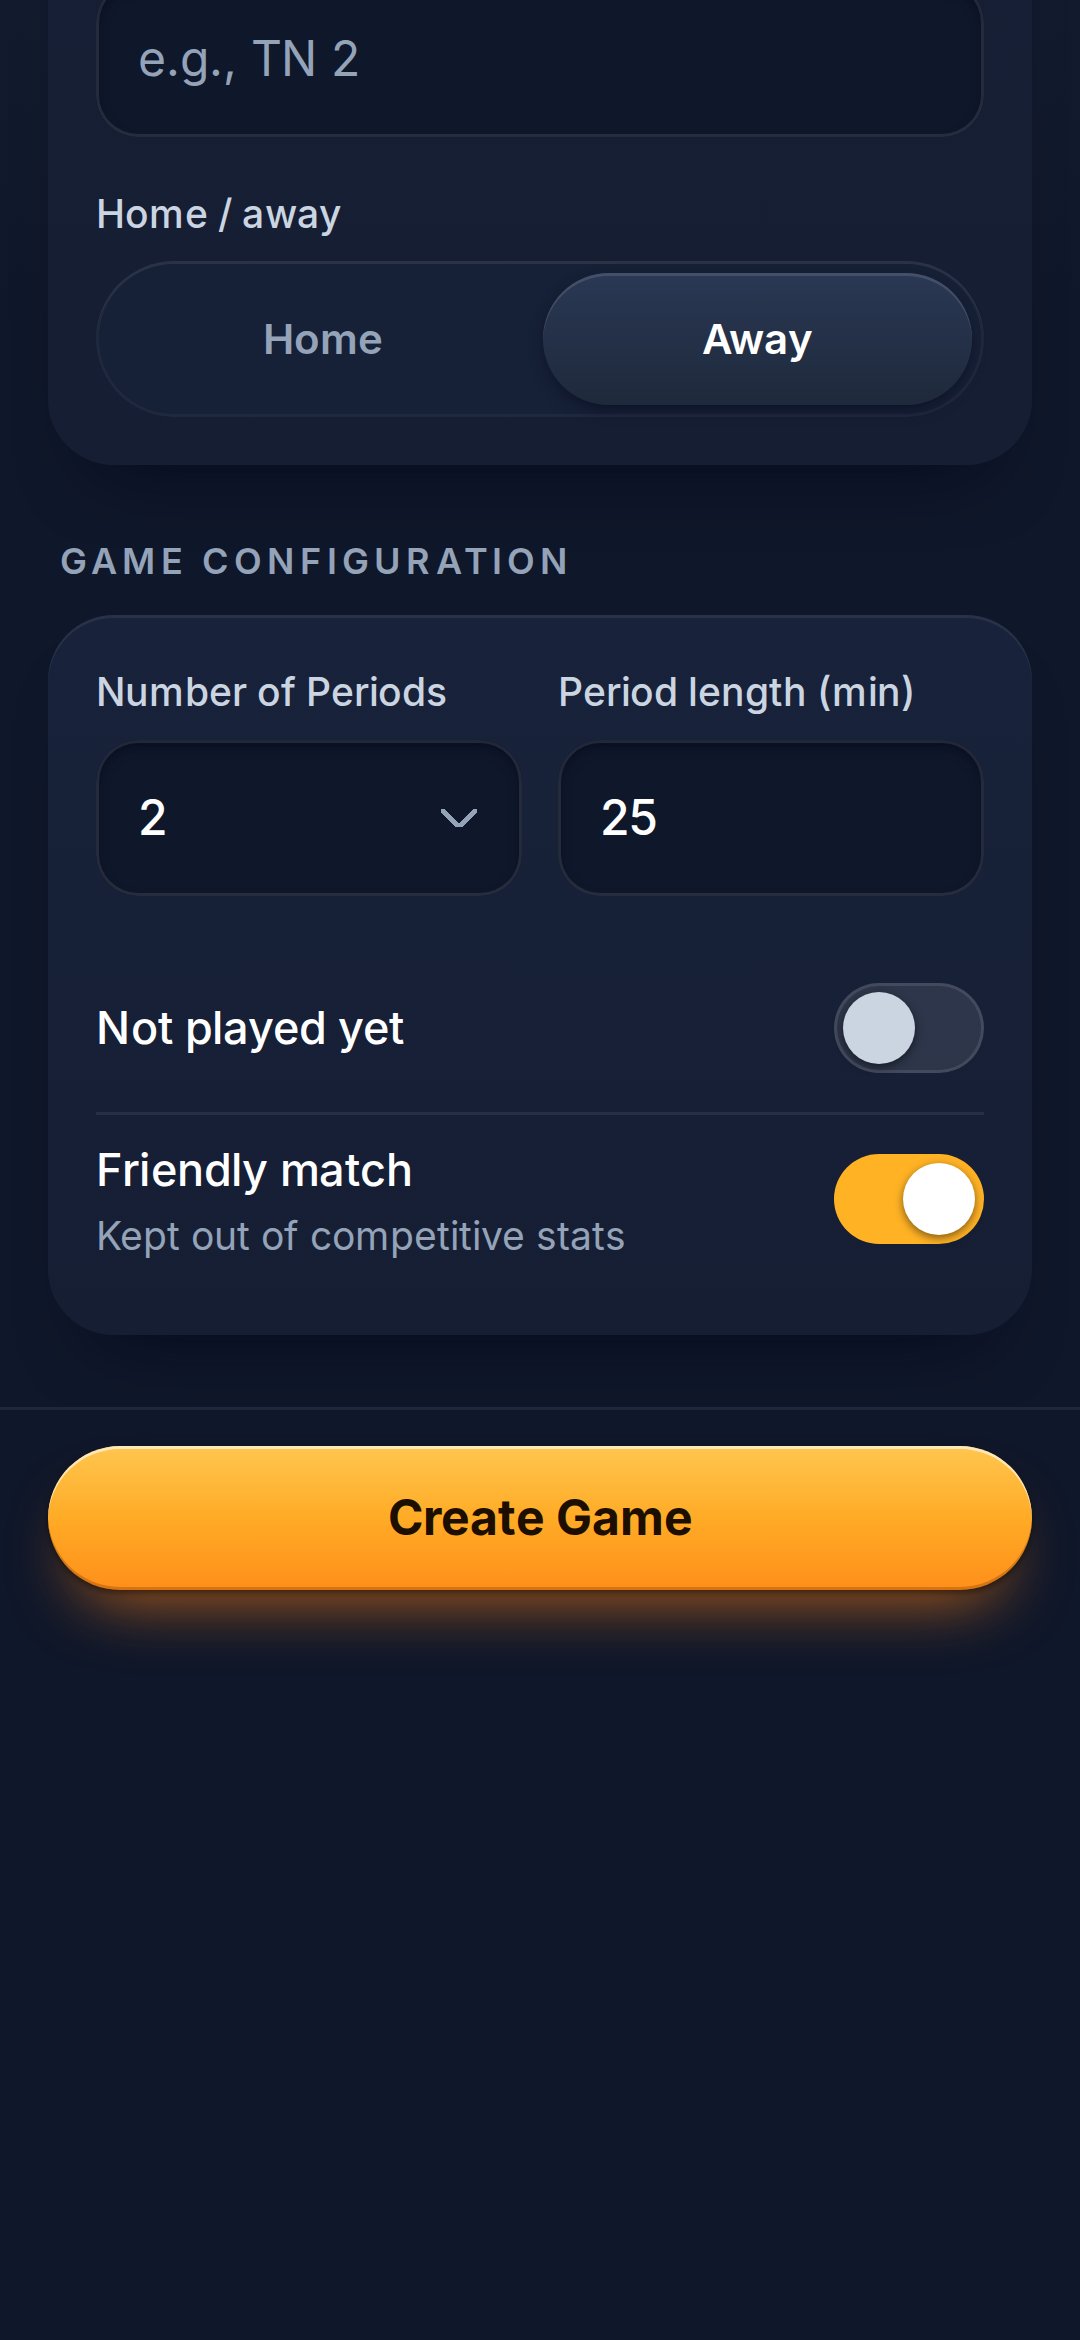 e.g., TN 2
Home / away
Home
Away
GAME CONFIGURATION
Number of Periods
Period length (min)
2
25
Not played yet
Friendly match
Kept out of competitive stats
Create Game